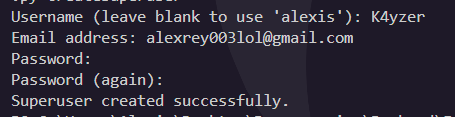 Username (leave blank to use 'alexis'): K4yzer
Email address: alexrey003lol@gmail.com
Password:
Password (again):
Superuser created successfully.